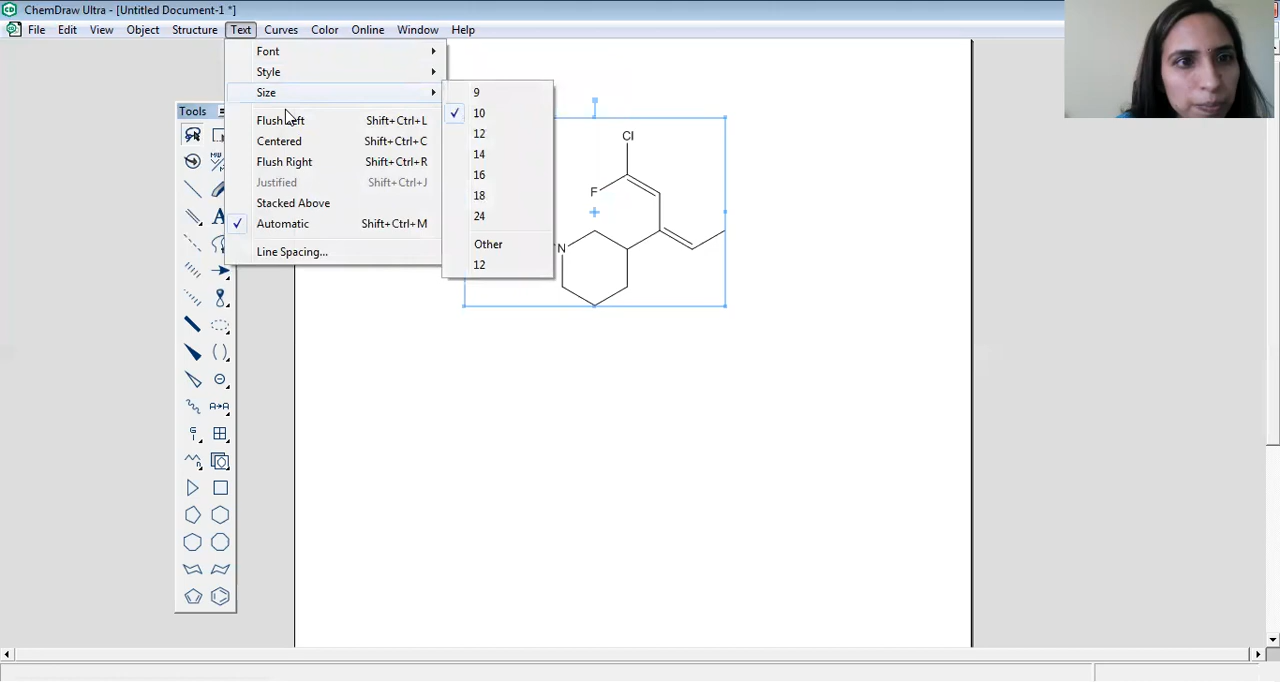 ChemDraw Ultra - [Untitled Document-1 *]
File Edit View Object Structure Text Curves Color Online Window Help
Font
Style
Size
Flush Left Shift+Ctrl+L
Centered Shift+Ctrl+C
Flush Right Shift+Ctrl+R
Justified Shift+Ctrl+J
Stacked Above
Automatic Shift+Ctrl+M
Line Spacing...
9
10
12
14
16
18
24
Other
12
Tools
A
Cl
F
N